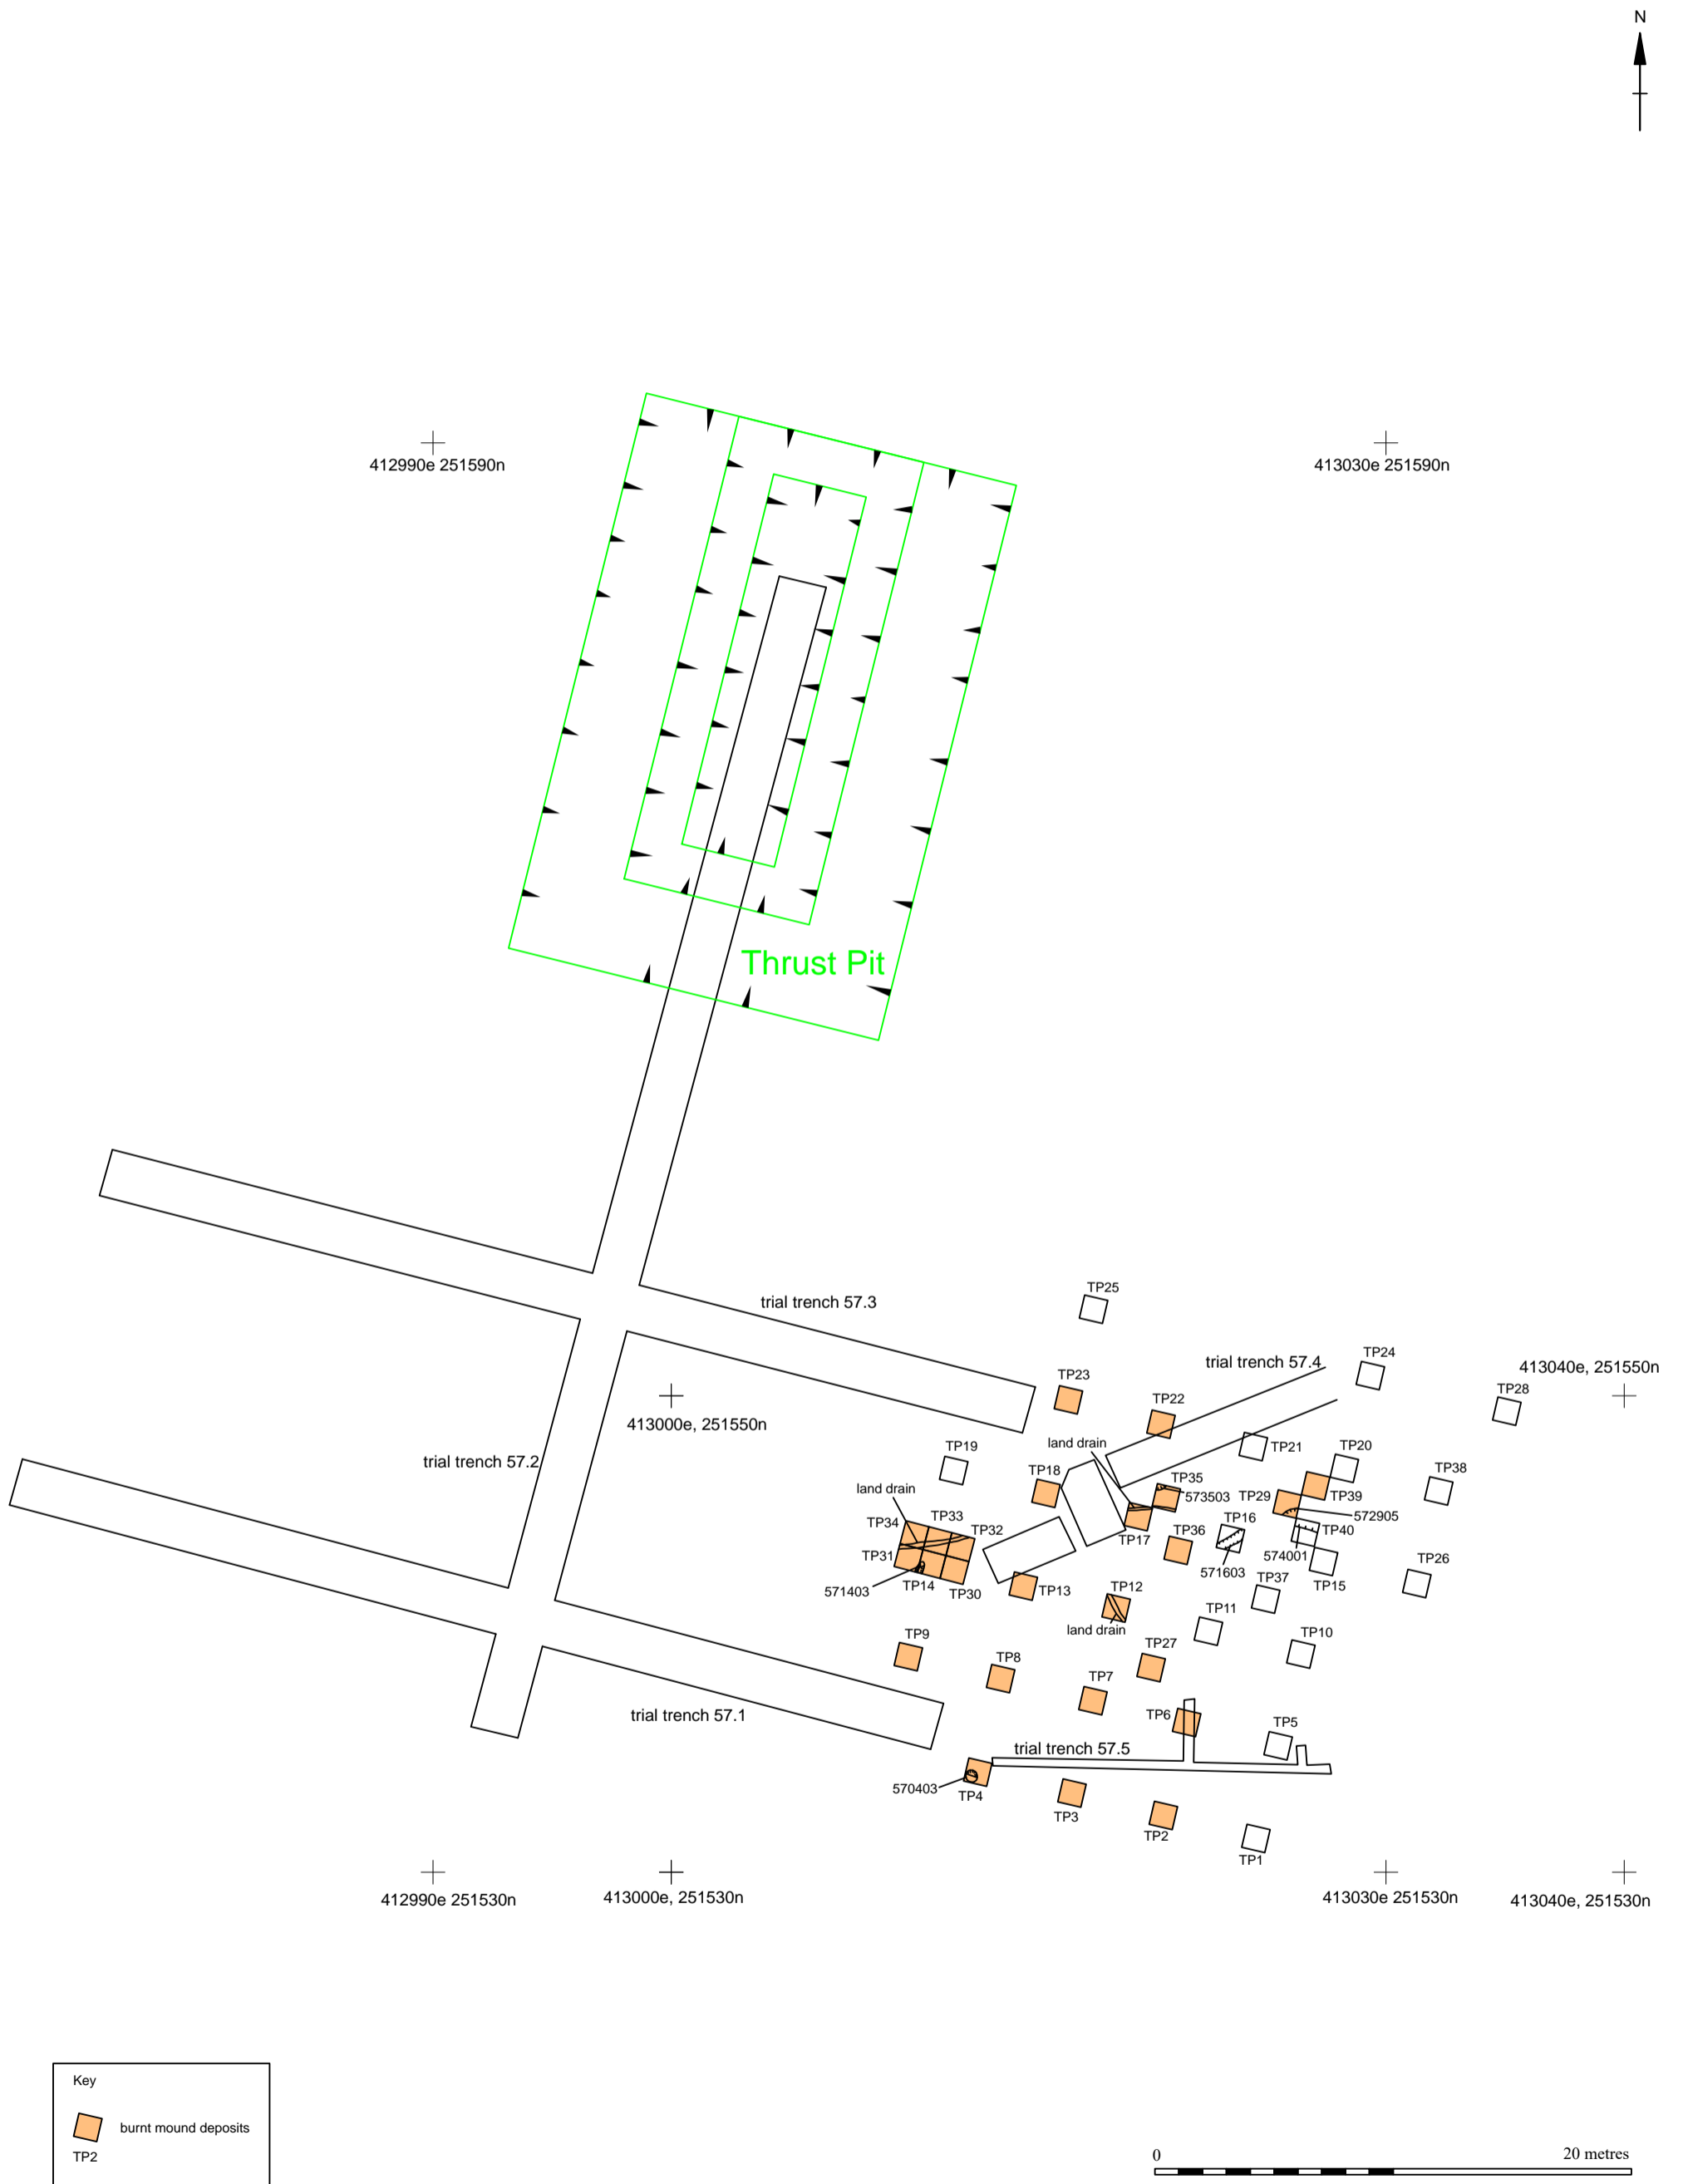 N
412990e 251590n
413030e 251590n
Thrust Pit
TP25
trial trench 57.3
trial trench 57.4
TP24
413040e, 251550n
TP23
TP28
TP22
413000e, 251550n
land drain
TP19
TP21
TP20
trial trench 57.2
TP18
TP38
land drain
TP35
573503
TP29
TP39
TP34
TP33
TP32
TP16
572905
TP17
TP36
TP40
TP31
574001
571603
TP26
571403
TP14
TP30
TP13
TP12
TP37
TP15
TP11
land drain
TP10
TP9
TP8
TP27
TP7
trial trench 57.1
TP6
TP5
trial trench 57.5
570403
TP4
TP3
TP2
TP1
412990e 251530n
413000e, 251530n
413030e 251530n
413040e, 251530n
Key
burnt mound deposits
TP2
0
20 metres